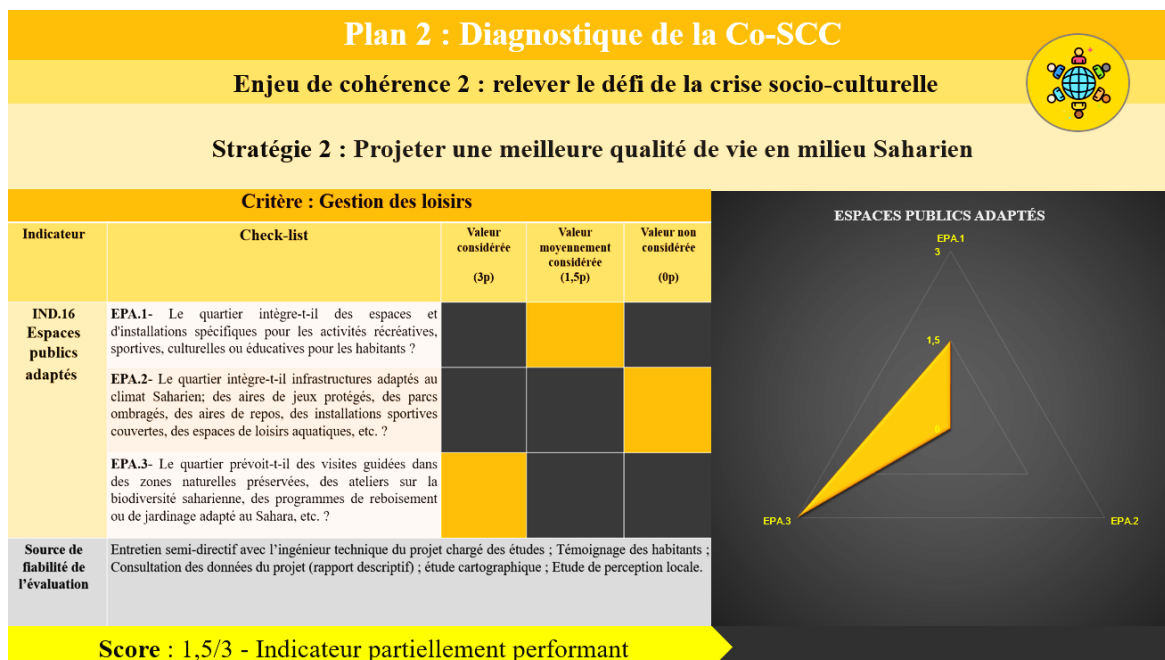 Plan 2 : Diagnostique de la Co-SCC
Enjeu de cohérence 2 : relever le défi de la crise socio-culturelle
Stratégie 2 : Projeter une meilleure qualité de vie en milieu Saharien
Critère : Gestion des loisirs
Indicateur
Check-list
Valeur
considérée
(3p)
Valeur
moyennement
considérée
(1,5p)
Valeur non
considérée
(0p)
IND.16
Espaces
publics
adaptés
EPA.1- Le quartier intègre-t-il des espaces et
d'installations spécifiques pour les activités récréatives,
sportives, culturelles ou éducatives pour les habitants ?
EPA.2- Le quartier intègre-t-il infrastructures adaptés au
climat Saharien; des aires de jeux protégés, des parcs
ombragés, des aires de repos, des installations sportives
couvertes, des espaces de loisirs aquatiques, etc. ?
EPA.3- Le quartier prévoit-t-il des visites guidées dans
des zones naturelles préservées, des ateliers sur la
biodiversité saharienne, des programmes de reboisement
ou de jardinage adapté au Sahara, etc. ?
Source de
fiabilité de
l’évaluation
Entretien semi-directif avec l’ingénieur technique du projet chargé des études ; Témoignage des habitants ;
Consultation des données du projet (rapport descriptif) ; étude cartographique ; Etude de perception locale.
Score : 1,5/3 - Indicateur partiellement performant
ESPACES PUBLICS ADAPTÉS
EPA.1
3
1,5
0
EPA.3
EPA.2